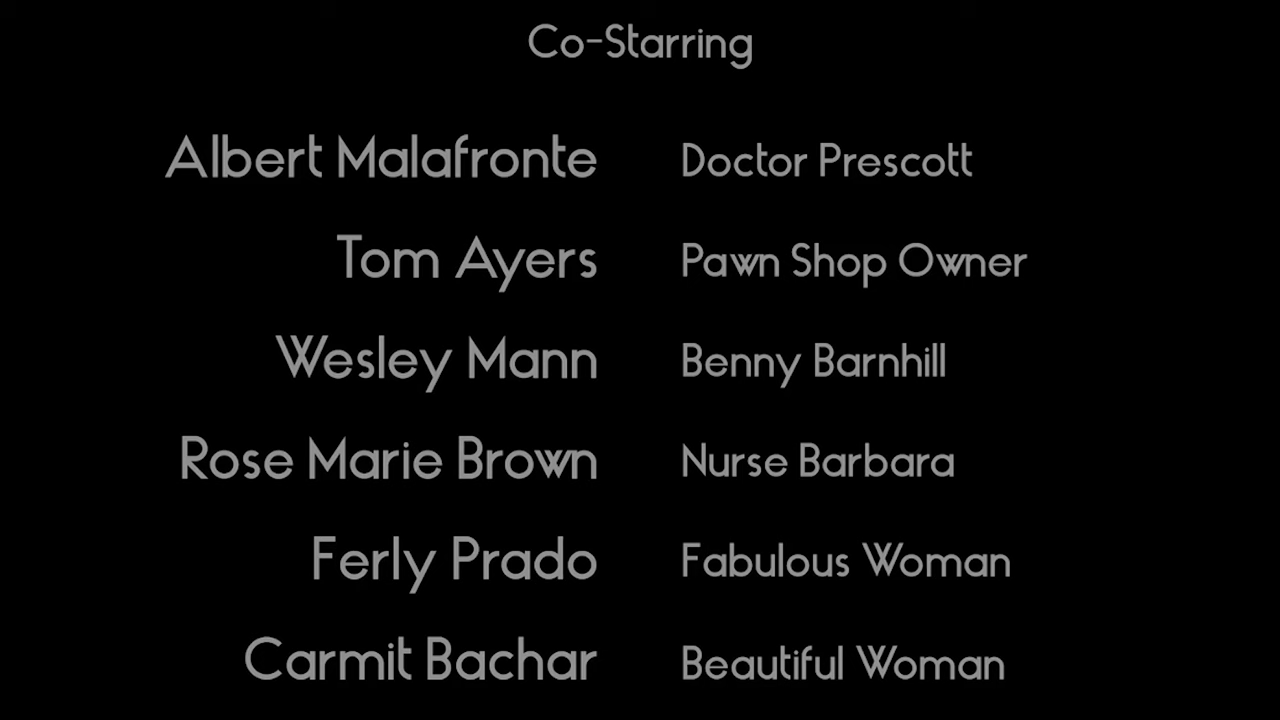 Co-Starring
Albert Malafronte Doctor Prescott
Tom Ayers Pawn Shop Owner
Wesley Mann Benny Barnhill
Rose Marie Brown Nurse Barbara
Ferly Prado Fabulous Woman
Carmit Bachar Beautiful Woman